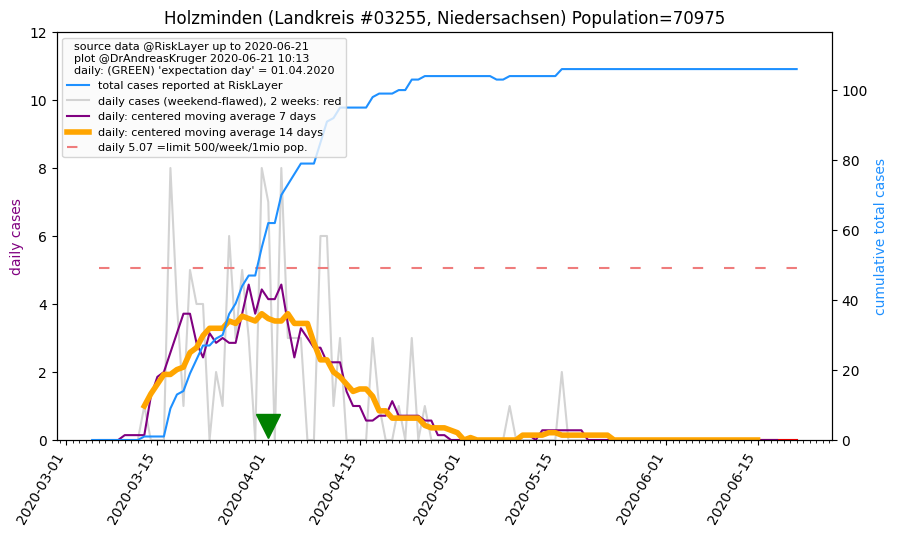 Holzminden (Landkreis #03255, Niedersachsen) Population=70975
source data @RiskLayer up to 2020-06-21
plot @DrAndreasKruger 2020-06-21 10:13
daily: (GREEN) 'expectation day' = 01.04.2020
total cases reported at RiskLayer
daily cases (weekend-flawed), 2 weeks: red
daily: centered moving average 7 days
daily: centered moving average 14 days
daily 5.07 =limit 500/week/1mio pop.
daily cases
12
10
8
6
4
2
0
cumulative total cases
100
80
60
40
20
0
2020-03-01
2020-03-15
2020-04-01
2020-04-15
2020-05-01
2020-05-15
2020-06-01
2020-06-15